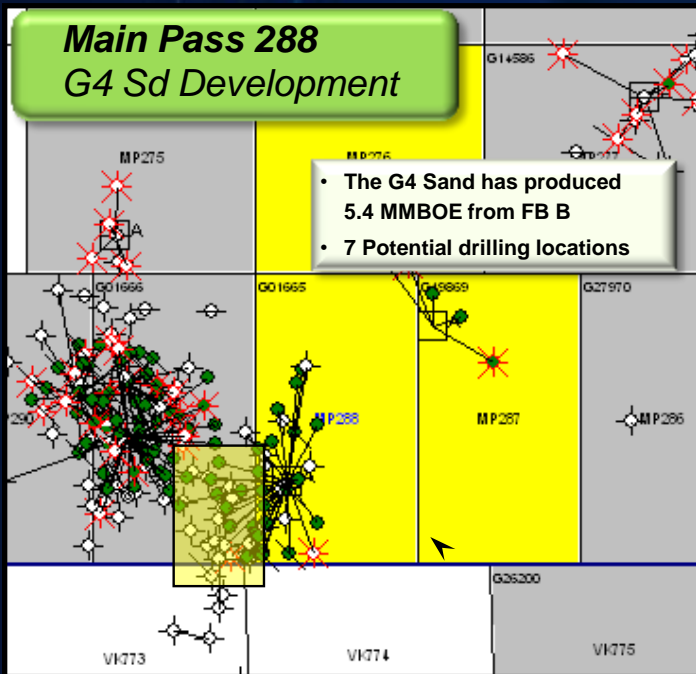 Main Pass 288
G4 Sd Development
G14586
MP275
MP276
MP277
• The G4 Sand has produced
5.4 MMBOE from FB B
• 7 Potential drilling locations
A
G01666
G01665
G19869
G27970
MP288
MP287
MP286
G26200
VK773
VK774
VK775